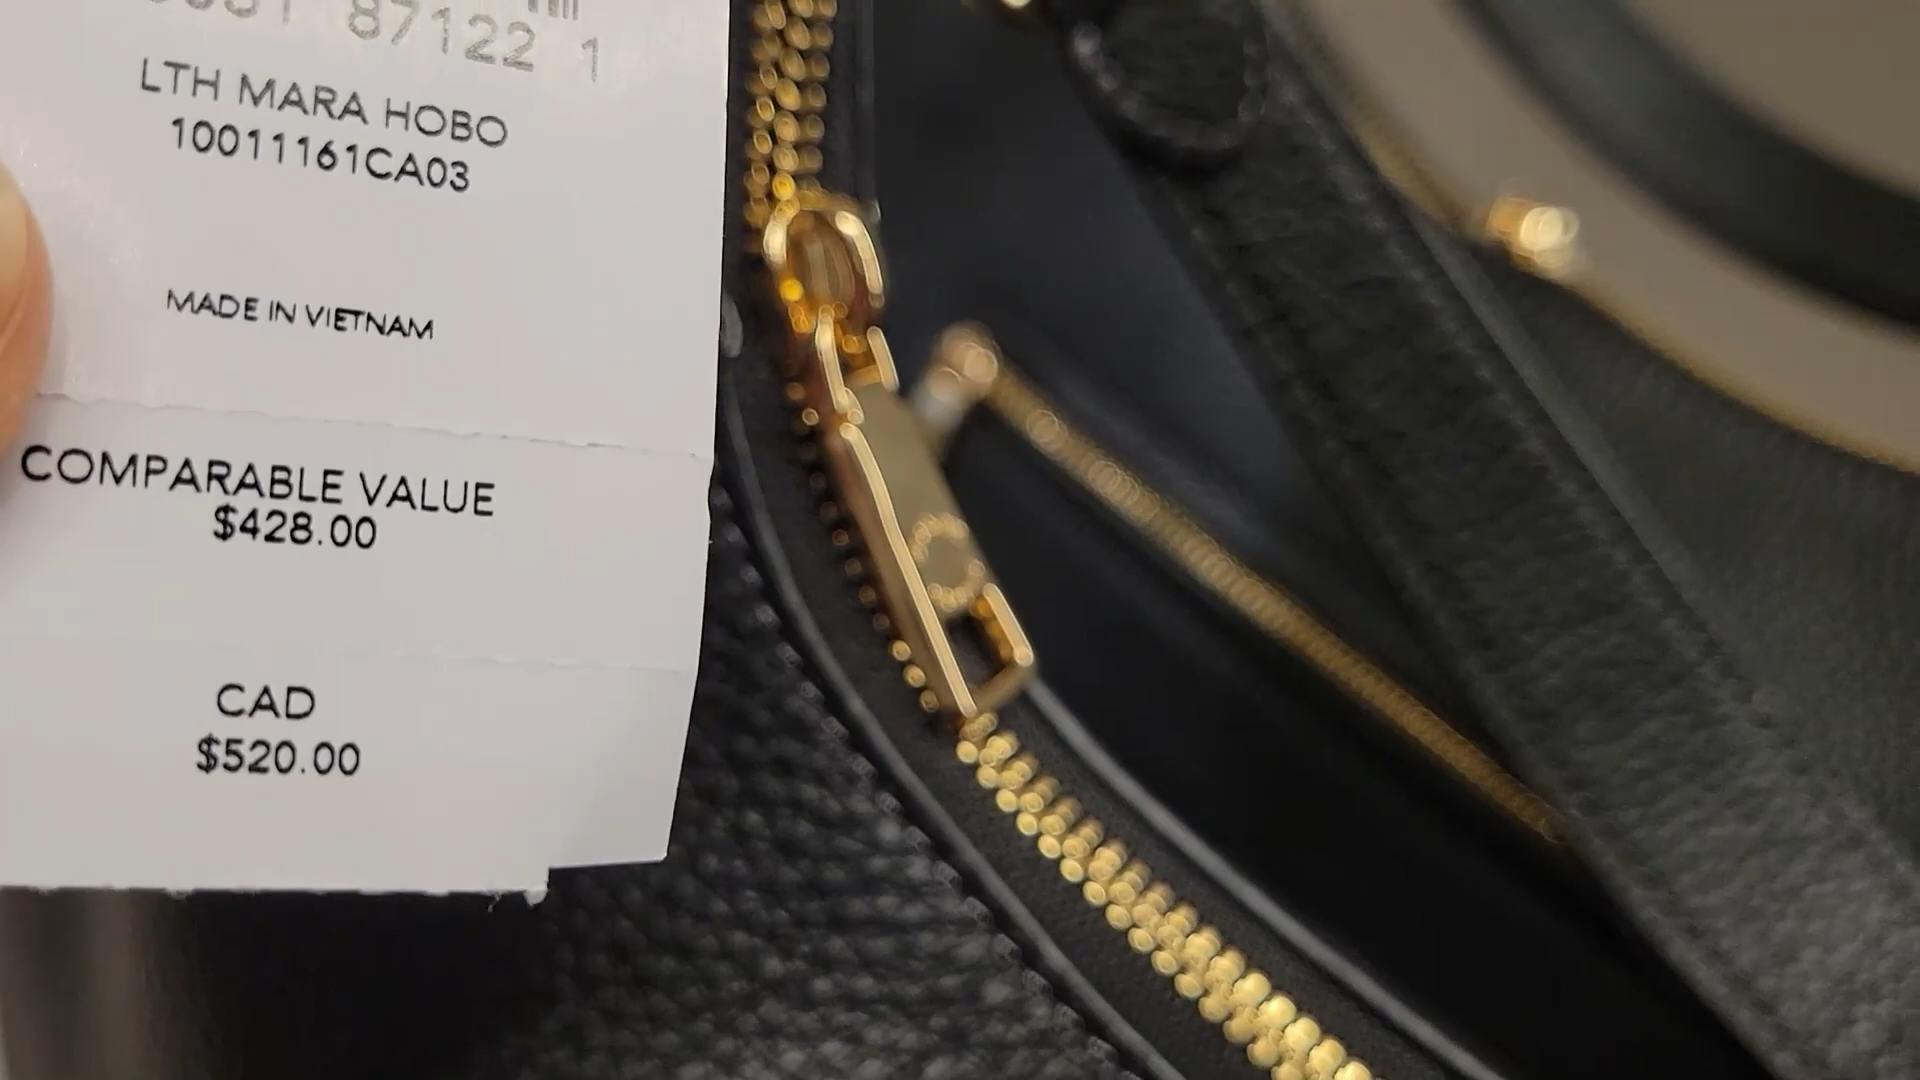 87122 1
LTH MARA HOBO
10011161CA03
MADE IN VIETNAM
COMPARABLE VALUE
$428.00
CAD
$520.00